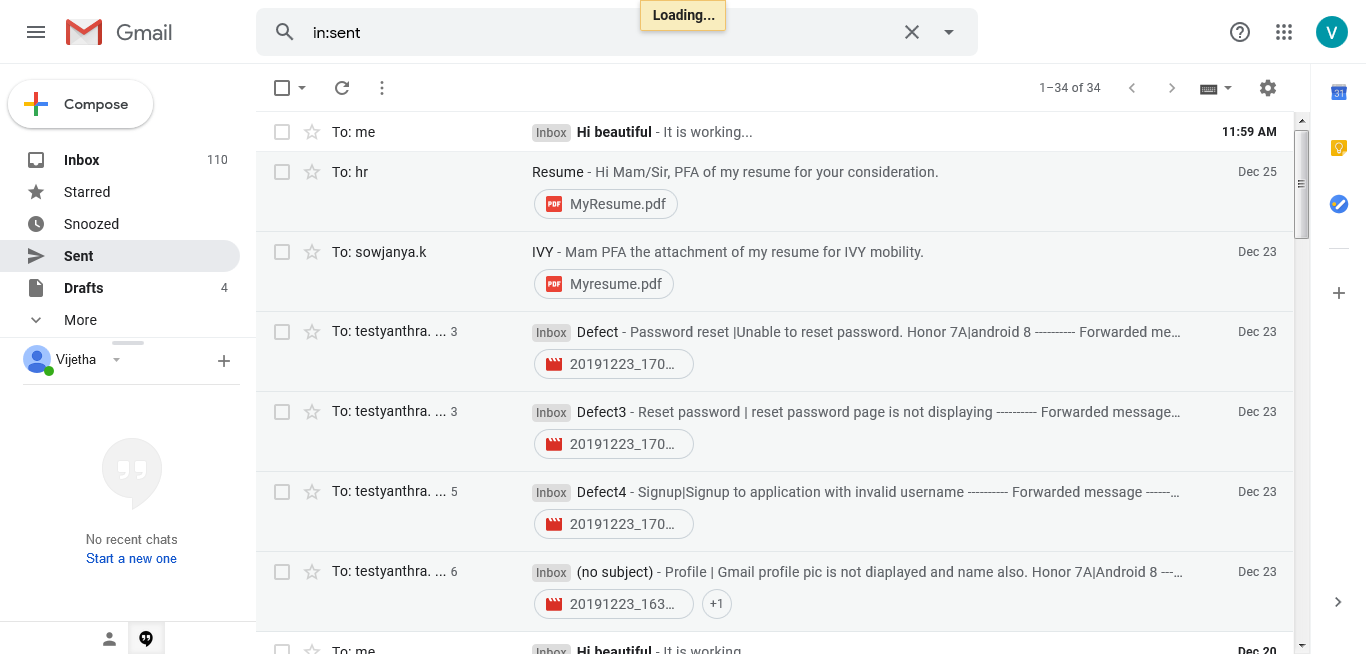 Loading...
Gmail
in:sent
V
Compose
1–34 of 34
31
Inbox 110
Starred
Snoozed
Sent
Drafts 4
More
Vijetha
No recent chats
Start a new one
To: me Inbox Hi beautiful - It is working... 11:59 AM
To: hr Resume - Hi Mam/Sir, PFA of my resume for your consideration. Dec 25
PDF MyResume.pdf
To: sowjanya.k IVY - Mam PFA the attachment of my resume for IVY mobility. Dec 23
PDF Myresume.pdf
To: testyanthra. ... 3 Inbox Defect - Password reset |Unable to reset password. Honor 7A|android 8 ---------- Forwarded me... Dec 23
20191223_170...
To: testyanthra. ... 3 Inbox Defect3 - Reset password | reset password page is not displaying ---------- Forwarded message... Dec 23
20191223_170...
To: testyanthra. ... 5 Inbox Defect4 - Signup|Signup to application with invalid username ---------- Forwarded message ------... Dec 23
20191223_170...
To: testyanthra. ... 6 Inbox (no subject) - Profile | Gmail profile pic is not diaplayed and name also. Honor 7A|Android 8 ---... Dec 23
20191223_163... +1
To: me Inbox Hi beautiful - It is working Dec 20